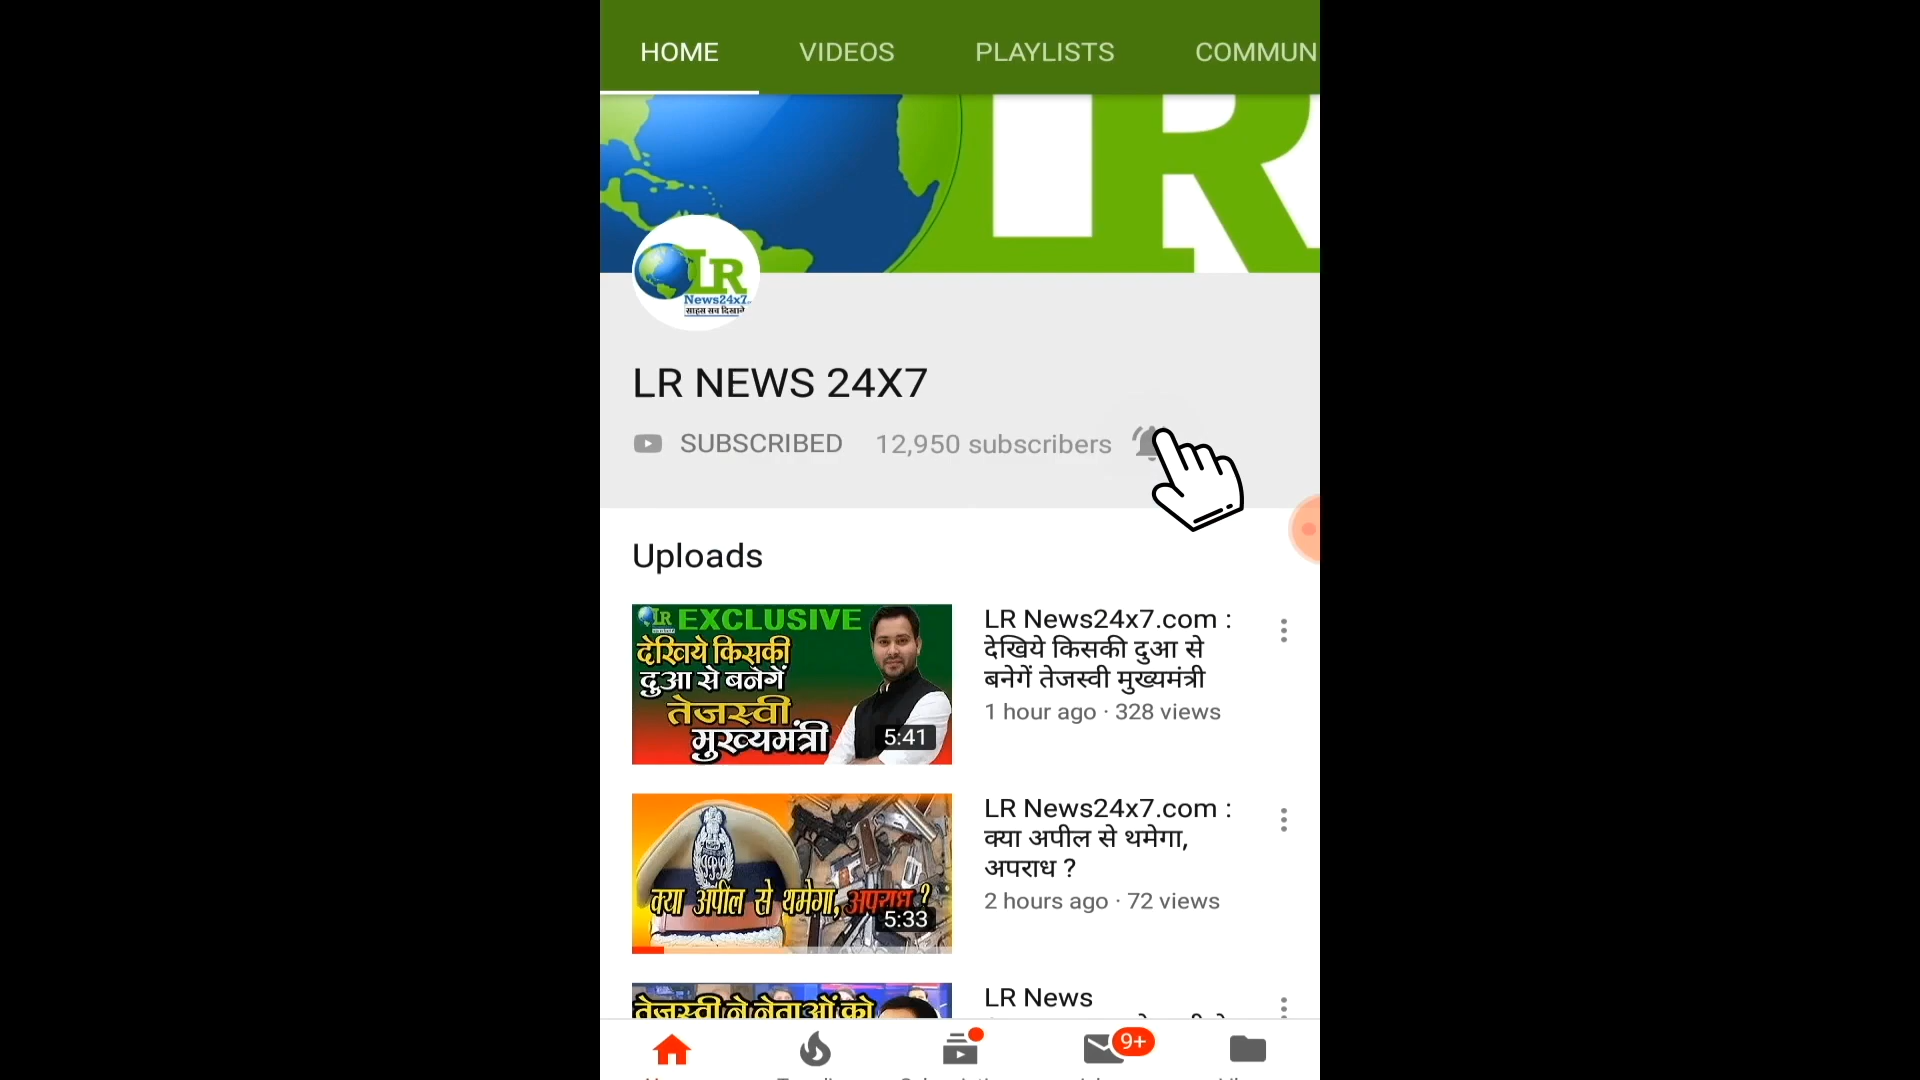 HOME VIDEOS PLAYLISTS COMMUN
LR
LR
News24x7
LR NEWS 24X7
SUBSCRIBED 12,950 subscribers
Uploads
LR EXCLUSIVE
देखिये किसकी
दुआ से बनेगें
तेजस्वी
मुख्यमंत्री
5:41
LR News24x7.com :
देखिये किसकी दुआ से
बनेगें तेजस्वी मुख्यमंत्री
1 hour ago · 328 views
क्या अपील से थमेगा, अपराध ?
5:33
LR News24x7.com :
क्या अपील से थमेगा,
अपराध ?
2 hours ago · 72 views
तेजस्वी ने नेताओं को
LR News
9+